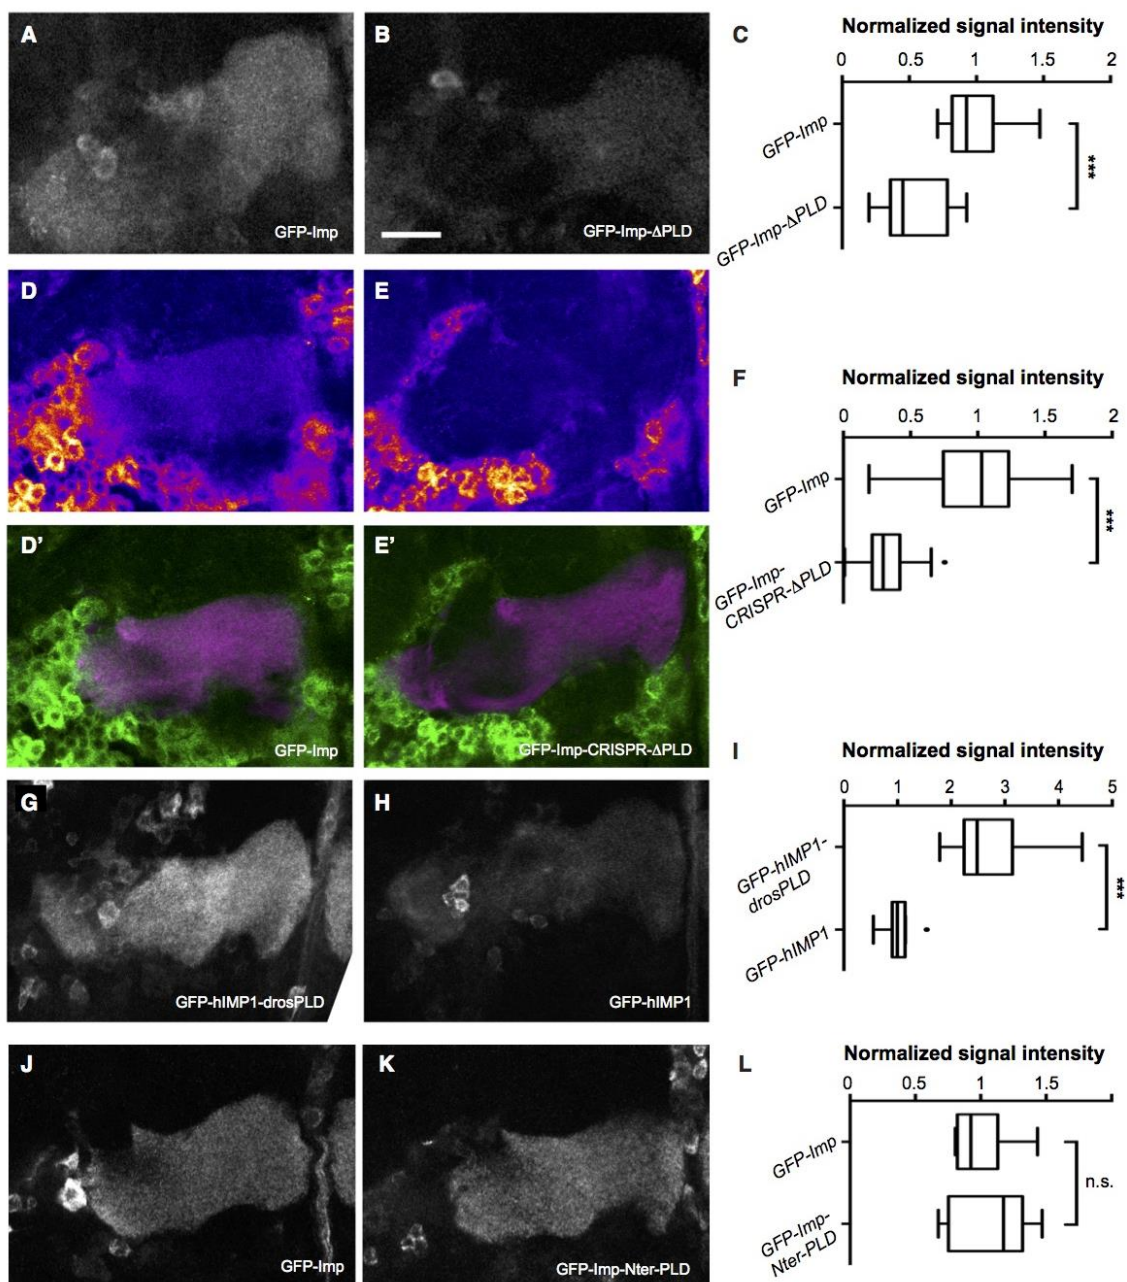 A
GFP-Imp
B
GFP-Imp-ΔPLD
C
Normalized signal intensity
0 0.5 1 1.5 2
GFP-Imp
GFP-Imp-ΔPLD
***
D
E
F
Normalized signal intensity
0 0.5 1 1.5 2
GFP-Imp
GFP-Imp-
CRISPR-ΔPLD
***
D'
GFP-Imp
E'
GFP-Imp-CRISPR-ΔPLD
G
GFP-hIMP1-drosPLD
H
GFP-hIMP1
I
Normalized signal intensity
0 1 2 3 4 5
GFP-hIMP1-
drosPLD
GFP-hIMP1
***
J
GFP-Imp
K
GFP-Imp-Nter-PLD
L
Normalized signal intensity
0 0.5 1 1.5
GFP-Imp
GFP-Imp-
Nter-PLD
n.s.